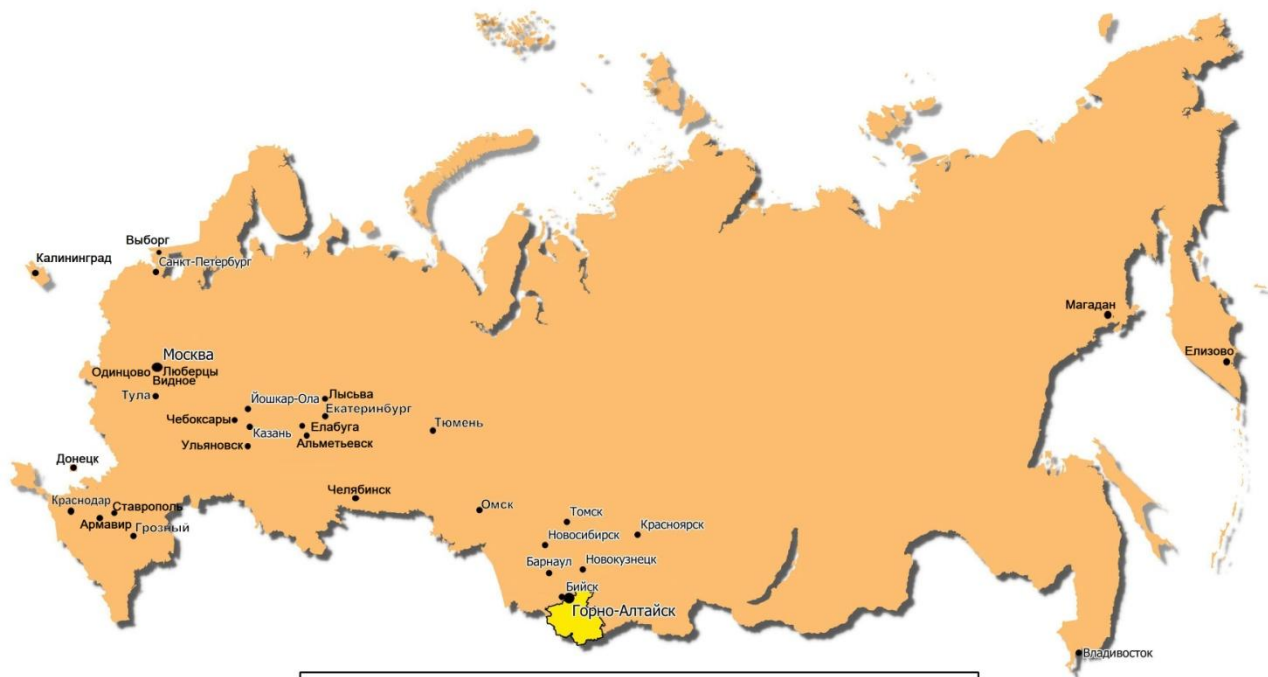 Выборг
Калининград
Санкт-Петербург
Магадан
Москва
Елизово
Одинцово
Люберцы
Видное
Тула
Йошкар-Ола
Лысьва
Екатеринбург
Чебоксары
Казань
Елабуга
Тюмень
Ульяновск
Альметьевск
Донецк
Челябинск
Краснодар
Ставрополь
Омск
Томск
Армавир
Грозный
Красноярск
Новосибирск
Барнаул
Новокузнецк
Бийск
Горно-Алтайск
Владивосток